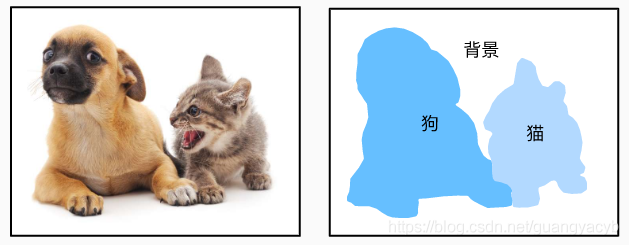 背景
狗
猫
https://blog.csdn.net/quangyacyb